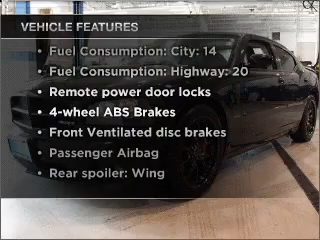 VEHICLE FEATURES
• Fuel Consumption: City: 14
• Fuel Consumption: Highway: 20
• Remote power door locks
• 4-wheel ABS Brakes
• Front Ventilated disc brakes
• Passenger Airbag
• Rear spoiler: Wing